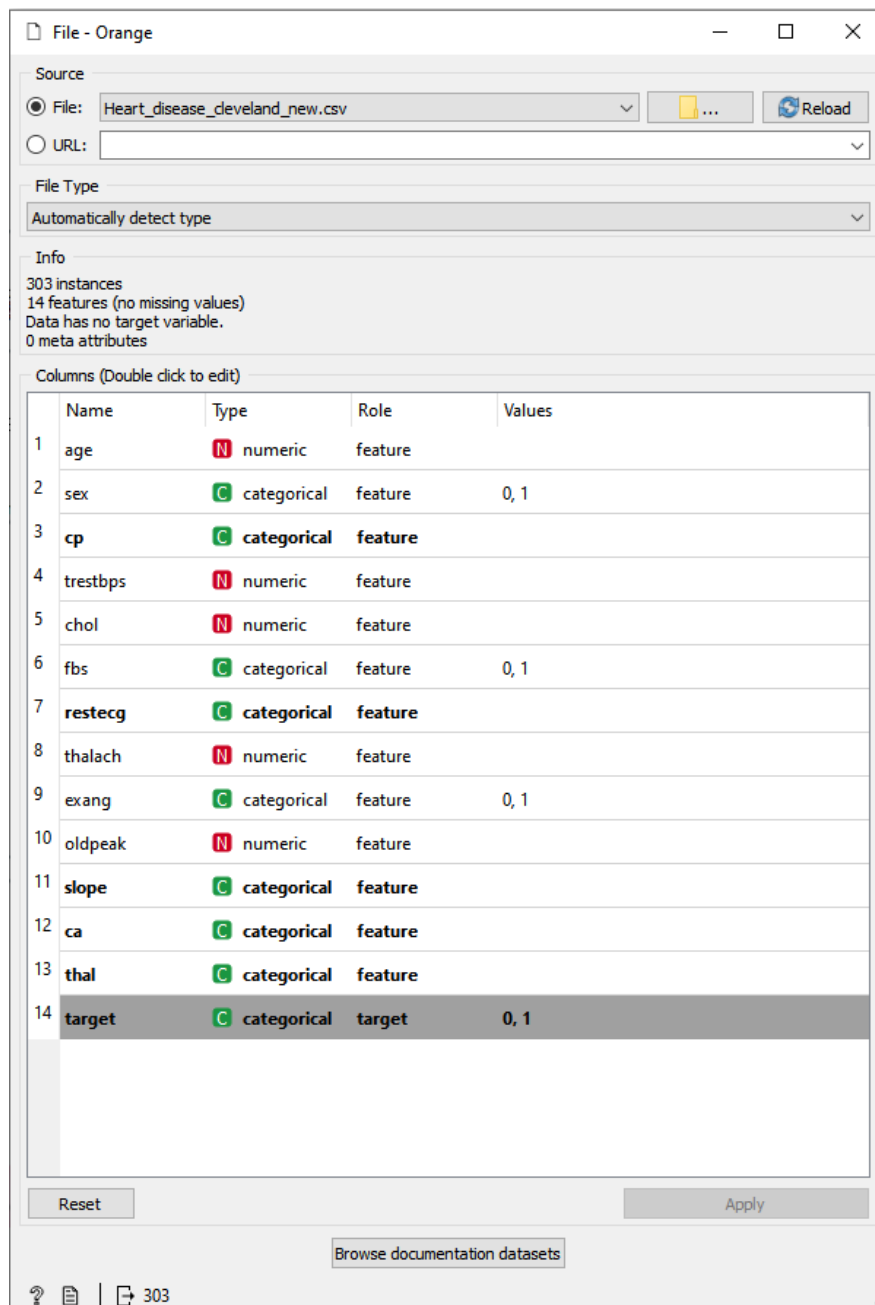 File - Orange
Source
File: Heart_disease_cleveland_new.csv ... Reload
URL:
File Type
Automatically detect type
Info
303 instances
14 features (no missing values)
Data has no target variable.
0 meta attributes
Columns (Double click to edit)
Name Type Role Values
1 age N numeric feature
2 sex C categorical feature 0, 1
3 cp C categorical feature
4 trestbps N numeric feature
5 chol N numeric feature
6 fbs C categorical feature 0, 1
7 restecg C categorical feature
8 thalach N numeric feature
9 exang C categorical feature 0, 1
10 oldpeak N numeric feature
11 slope C categorical feature
12 ca C categorical feature
13 thal C categorical feature
14 target C categorical target 0, 1
Reset Apply
Browse documentation datasets
? 303